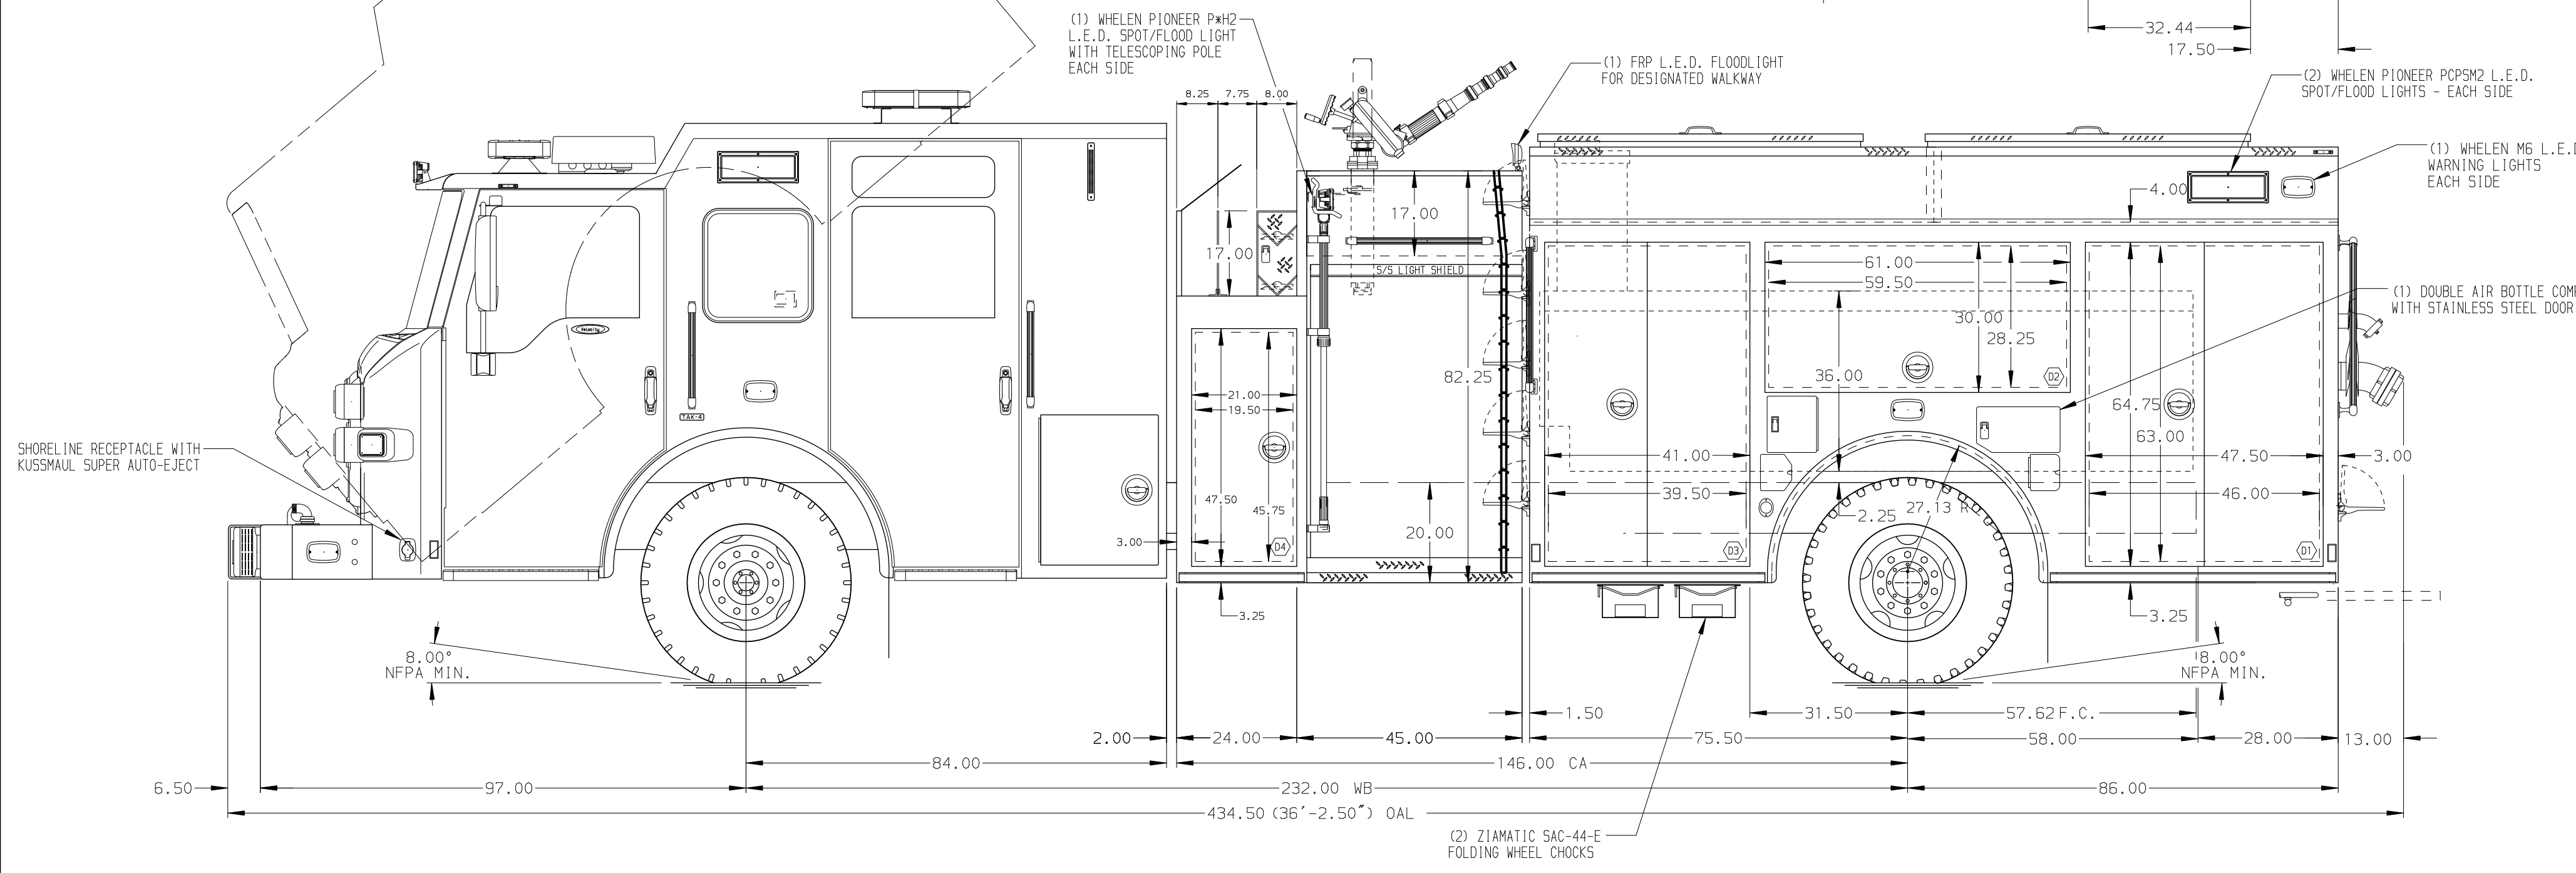 (1) WHELEN PIONEER P*H2
L.E.D. SPOT/FLOOD LIGHT
WITH TELESCOPING POLE
EACH SIDE
(1) FRP L.E.D. FLOODLIGHT
FOR DESIGNATED WALKWAY
32.44
17.50
(2) WHELEN PIONEER PCPSM2 L.E.D.
SPOT/FLOOD LIGHTS - EACH SIDE
(1) WHELEN M6 L.E.D
WARNING LIGHTS
EACH SIDE
(1) DOUBLE AIR BOTTLE COMP
WITH STAINLESS STEEL DOOR
SHORELINE RECEPTACLE WITH
KUSSMAUL SUPER AUTO-EJECT
8.25 7.75 8.00
17.00
17.00
S/S LIGHT SHIELD
4.00
61.00
59.50
30.00
28.25
36.00
D2
82.25
64.75
63.00
Velocity
TAK-4
21.00
19.50
47.50
45.75
3.00
D4
20.00
41.00
39.50
D3
2.25
27.13 R
47.50
46.00
3.00
D1
3.25
3.25
8.00°
NFPA MIN.
8.00°
NFPA MIN.
1.50
31.50
57.62 F.C.
2.00
24.00
45.00
75.50
58.00
28.00
13.00
84.00
146.00 CA
6.50
97.00
232.00 WB
86.00
434.50 (36'-2.50") OAL
(2) ZIAMATIC SAC-44-E
FOLDING WHEEL CHOCKS